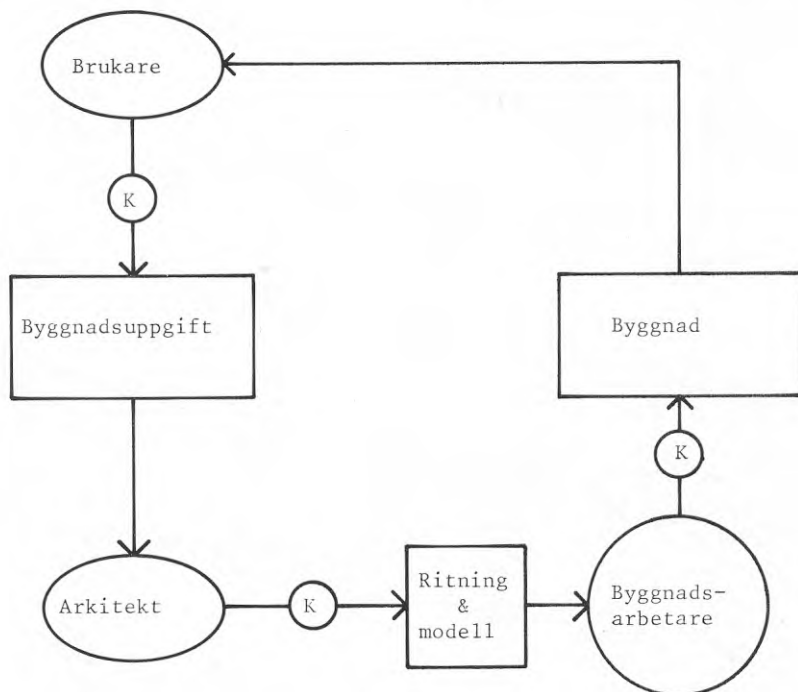 Brukare
K
Byggnadsuppgift
Byggnad
K
Arkitekt
K
Ritning
&
modell
Byggnads-
arbetare